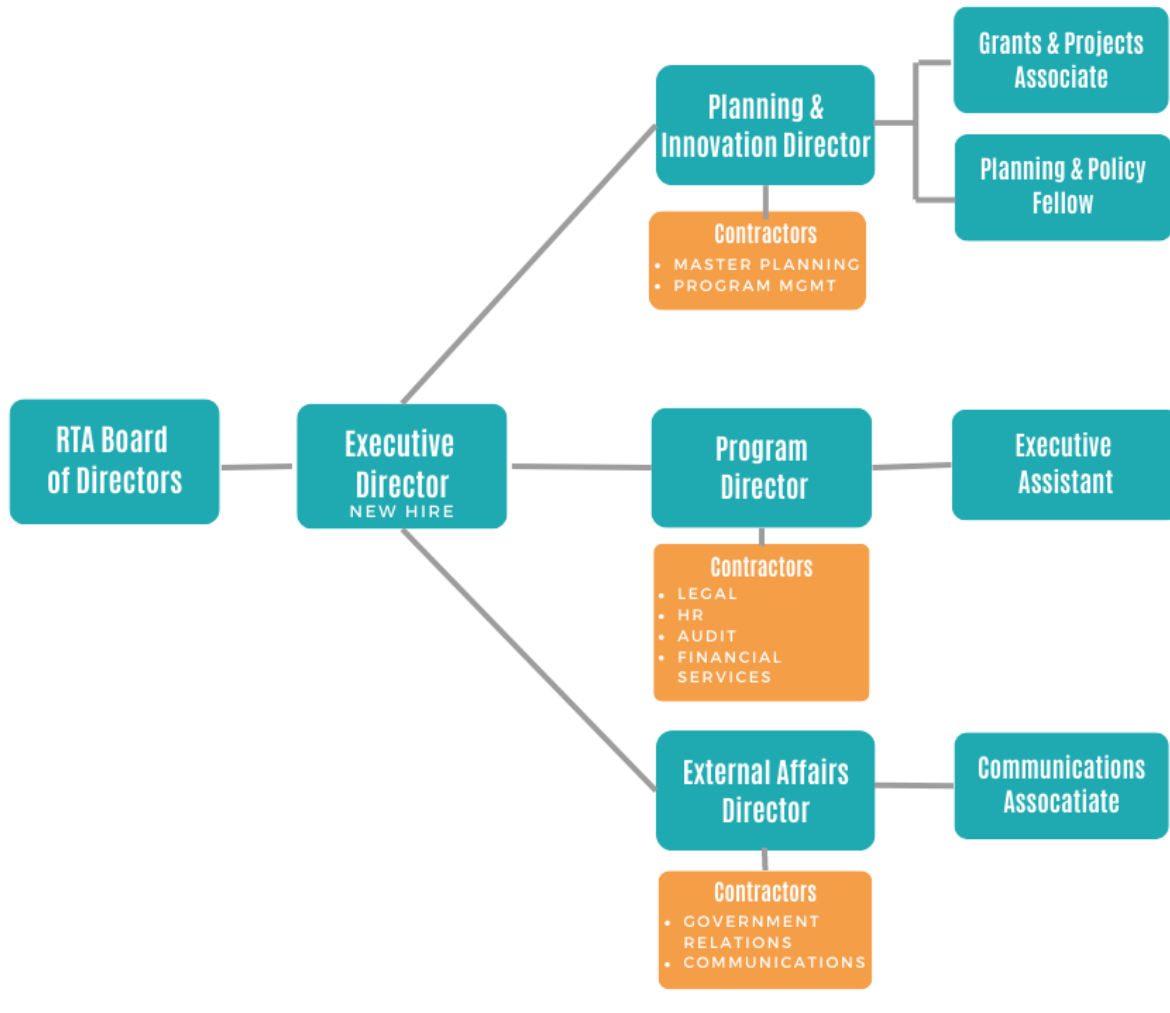 Grants & Projects
Associate
Planning &
Innovation Director
Planning & Policy
Fellow
Contractors
• MASTER PLANNING
• PROGRAM MGMT
RTA Board
of Directors
Executive
Director
NEW HIRE
Program
Director
Executive
Assistant
Contractors
• LEGAL
• HR
• AUDIT
• FINANCIAL
SERVICES
External Affairs
Director
Communications
Assocatiate
Contractors
• GOVERNMENT
RELATIONS
• COMMUNICATIONS